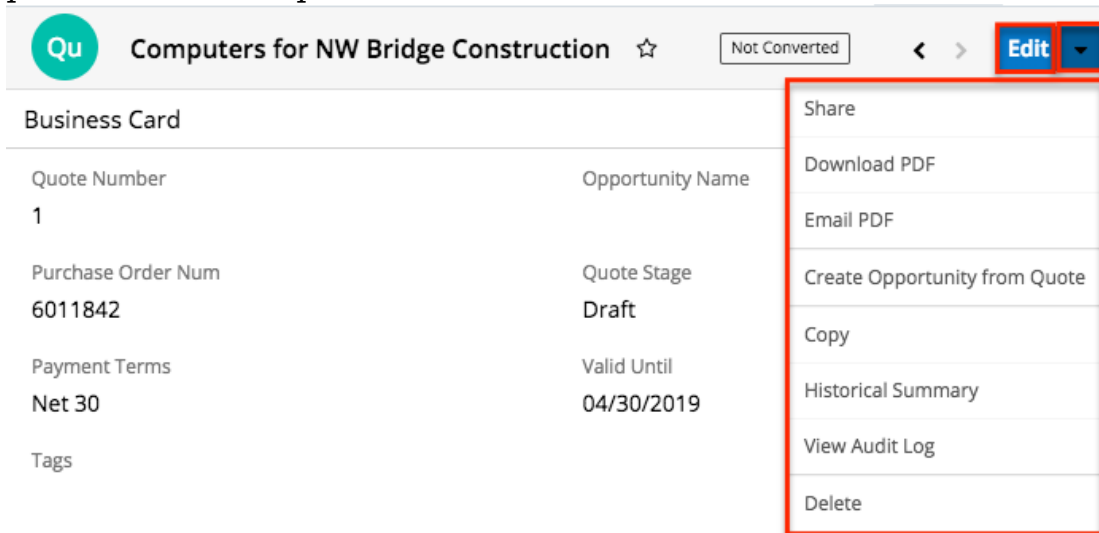 Qu Computers for NW Bridge Construction Not Converted Edit
Business Card
Share
Download PDF
Email PDF
Create Opportunity from Quote
Copy
Historical Summary
View Audit Log
Delete
Quote Number Opportunity Name
1
Purchase Order Num Quote Stage
6011842 Draft
Payment Terms Valid Until
Net 30 04/30/2019
Tags